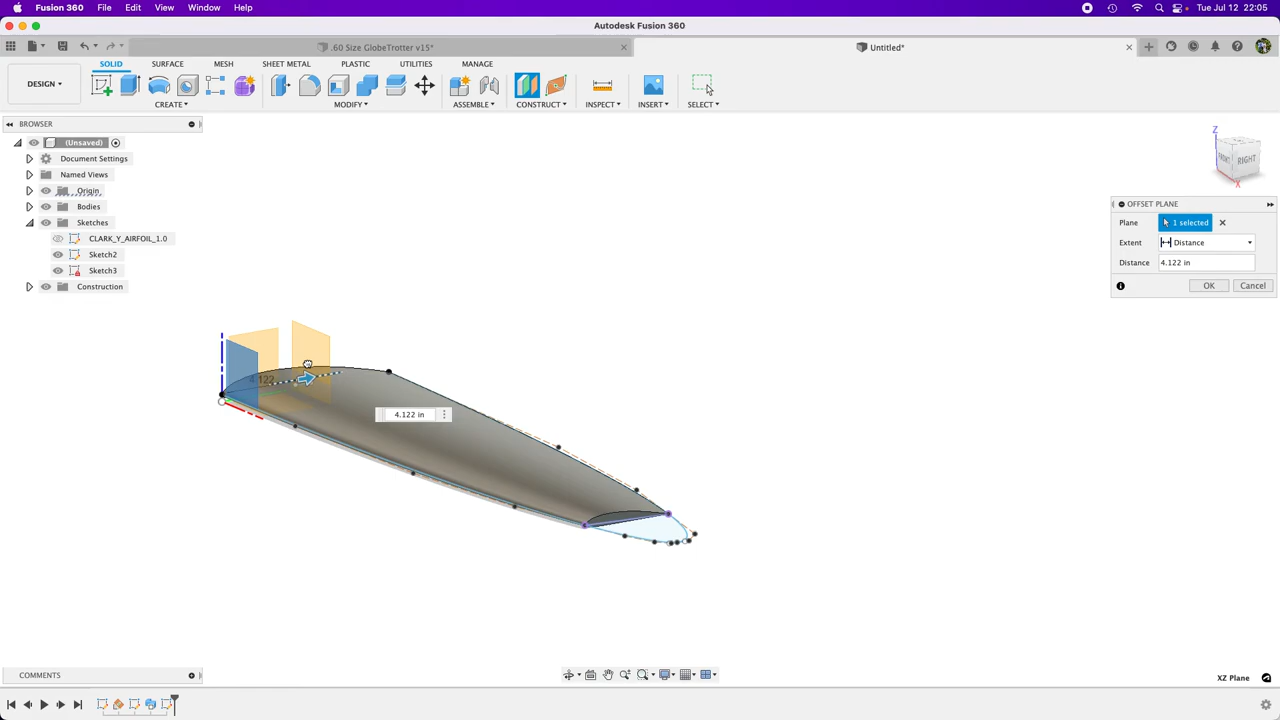 Fusion 360 File Edit View Window Help Tue Jul 12 22:05
Autodesk Fusion 360
.60 Size GlobeTrotter v15* Untitled*
SOLID SURFACE MESH SHEET METAL PLASTIC UTILITIES MANAGE
DESIGN
CREATE MODIFY ASSEMBLE CONSTRUCT INSPECT INSERT SELECT
BROWSER
(Unsaved)
Document Settings
Named Views
Origin
Bodies
Sketches
CLARK_Y_AIRFOIL_1.0
Sketch2
Sketch3
Construction
Z
FRONT RIGHT
X
OFFSET PLANE
Plane 1 selected
Extent Distance
Distance 4.122 in
OK Cancel
4.122
4.122 in
COMMENTS
XZ Plane